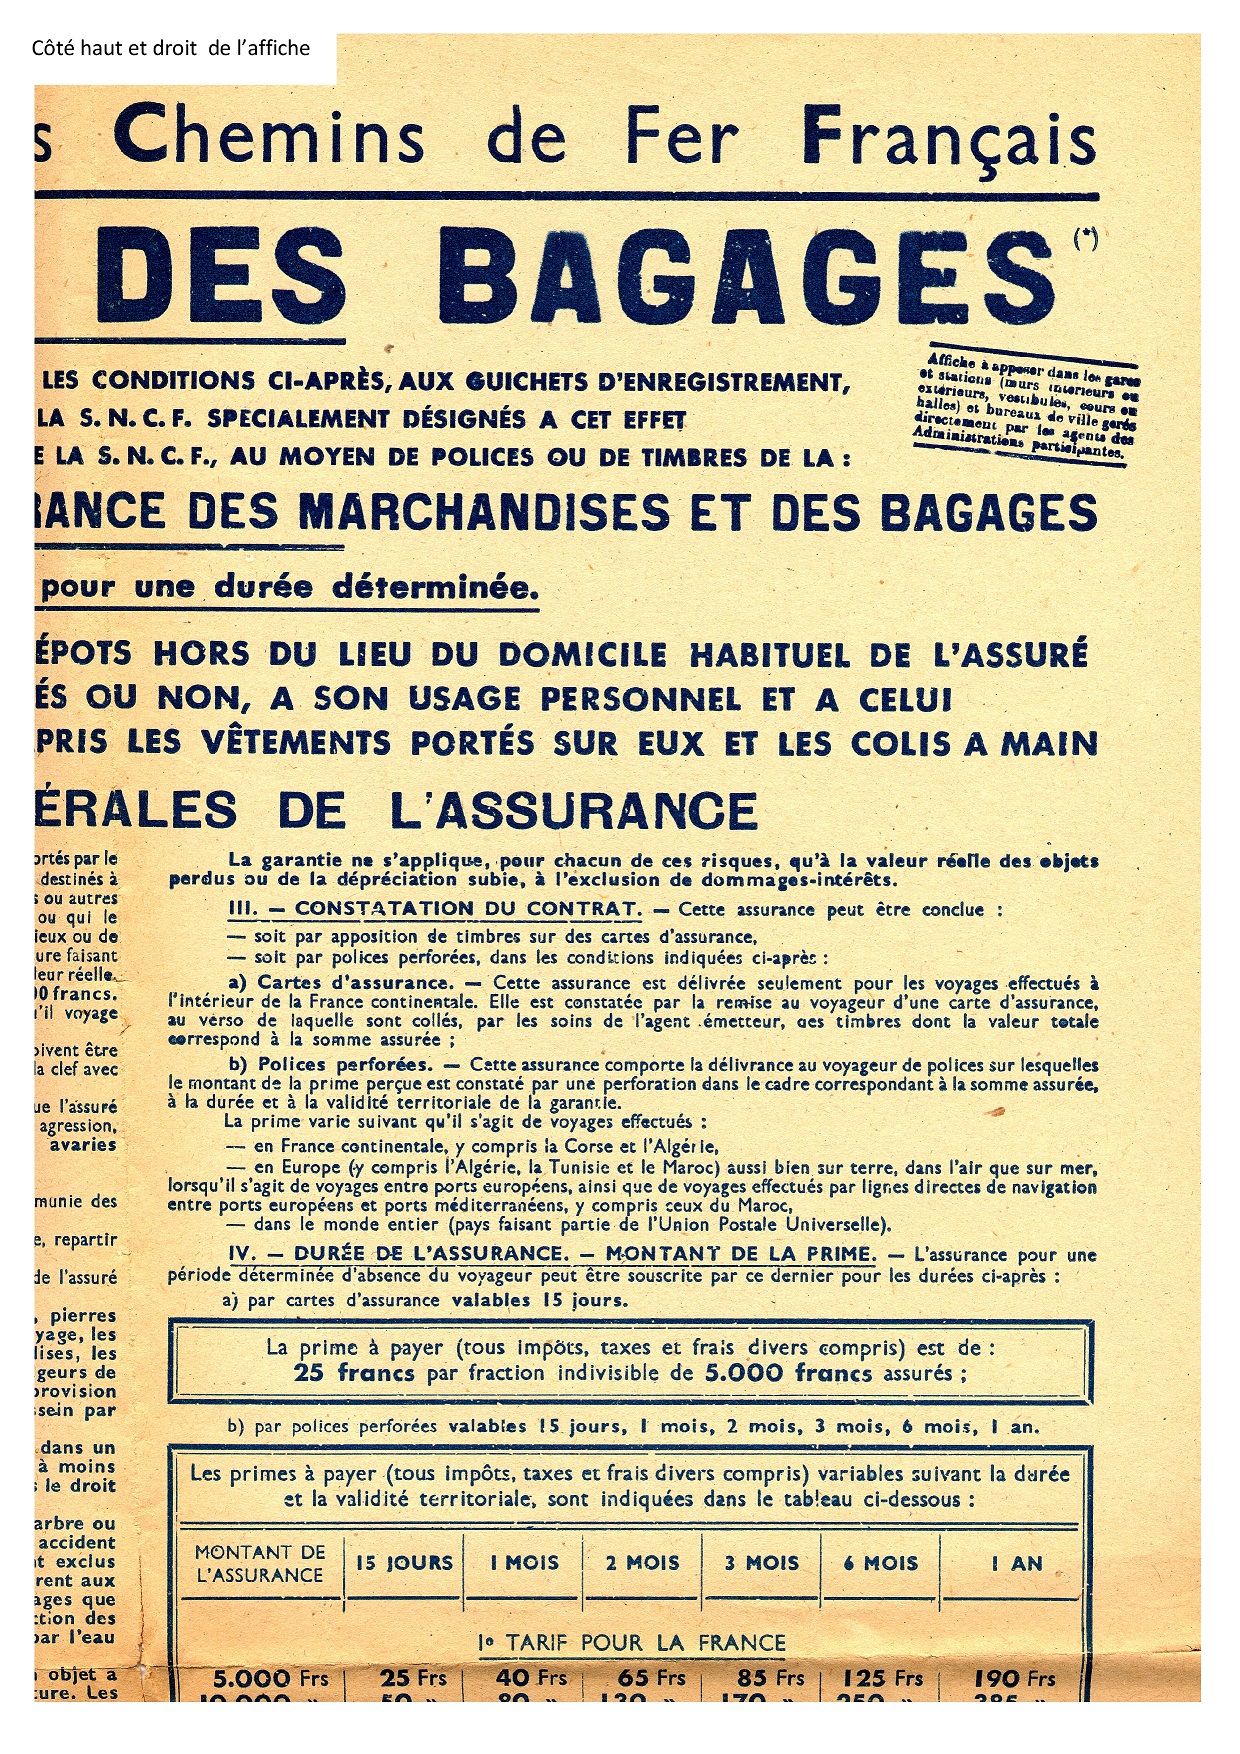 Côté haut et droit de l’affiche
s Chemins de Fer Français
DES BAGAGES (*)
Affiche à apposer dans les gares
et stations (murs intérieurs ou
extérieurs, vestibules, cours ou
halles) et bureaux de ville gérés
directement par les agents des
Administrations participantes.
LES CONDITIONS CI-APRÈS, AUX GUICHETS D'ENREGISTREMENT,
LA S. N. C. F. SPECIALEMENT DÉSIGNÉS A CET EFFET
E LA S. N. C. F., AU MOYEN DE POLICES OU DE TIMBRES DE LA :
RANCE DES MARCHANDISES ET DES BAGAGES
pour une durée déterminée.
ÉPOTS HORS DU LIEU DU DOMICILE HABITUEL DE L'ASSURÉ
ÉS OU NON, A SON USAGE PERSONNEL ET A CELUI
PRIS LES VÊTEMENTS PORTÉS SUR EUX ET LES COLIS A MAIN
ÉRALES DE L'ASSURANCE
ortés par le
destinés à
s ou autres
ou qui le
ieux ou de
ure faisant
leur réelle.
00 francs.
u'il voyage
oivent être
la clef avec
ue l'assuré
agression,
avaries
munie des
e, repartir
de l'assuré
, pierres
yage, les
lises, les
geurs de
provision
sein par
dans un
à moins
s le droit
arbre ou
accident
nt exclus
rent aux
ages que
ction des
par l'eau
objet a
ture. Les
La garantie ne s'applique, pour chacun de ces risques, qu'à la valeur réelle des objets
perdus ou de la dépréciation subie, à l'exclusion de dommages-intérêts.
III. — CONSTATATION DU CONTRAT. — Cette assurance peut être conclue :
— soit par apposition de timbres sur des cartes d'assurance,
— soit par polices perforées, dans les conditions indiquées ci-après :
a) Cartes d'assurance. — Cette assurance est délivrée seulement pour les voyages effectués à
l'intérieur de la France continentale. Elle est constatée par la remise au voyageur d'une carte d'assurance,
au verso de laquelle sont collés, par les soins de l'agent émetteur, des timbres dont la valeur totale
correspond à la somme assurée ;
b) Polices perforées. — Cette assurance comporte la délivrance au voyageur de polices sur lesquelles
le montant de la prime perçue est constaté par une perforation dans le cadre correspondant à la somme assurée,
à la durée et à la validité territoriale de la garantie.
La prime varie suivant qu'il s'agit de voyages effectués :
— en France continentale, y compris la Corse et l'Algérie,
— en Europe (y compris l'Algérie, la Tunisie et le Maroc) aussi bien sur terre, dans l'air que sur mer,
lorsqu'il s'agit de voyages entre ports européens, ainsi que de voyages effectués par lignes directes de navigation
entre ports européens et ports méditerranéens, y compris ceux du Maroc,
— dans le monde entier (pays faisant partie de l'Union Postale Universelle).
IV. — DURÉE DE L'ASSURANCE. — MONTANT DE LA PRIME. — L'assurance pour une
période déterminée d'absence du voyageur peut être souscrite par ce dernier pour les durées ci-après :
a) par cartes d'assurance valables 15 jours.
La prime à payer (tous impôts, taxes et frais divers compris) est de :
25 francs par fraction indivisible de 5.000 francs assurés ;
b) par polices perforées valables 15 jours, 1 mois, 2 mois, 3 mois, 6 mois, 1 an.
Les primes à payer (tous impôts, taxes et frais divers compris) variables suivant la durée
et la validité territoriale, sont indiquées dans le tableau ci-dessous :
MONTANT DE
L'ASSURANCE
15 JOURS 1 MOIS 2 MOIS 3 MOIS 6 MOIS 1 AN
1º TARIF POUR LA FRANCE
5.000 Frs 25 Frs 40 Frs 65 Frs 85 Frs 125 Frs 190 Frs
10.000 » 50 » 80 » 130 » 170 » 250 » 385 »